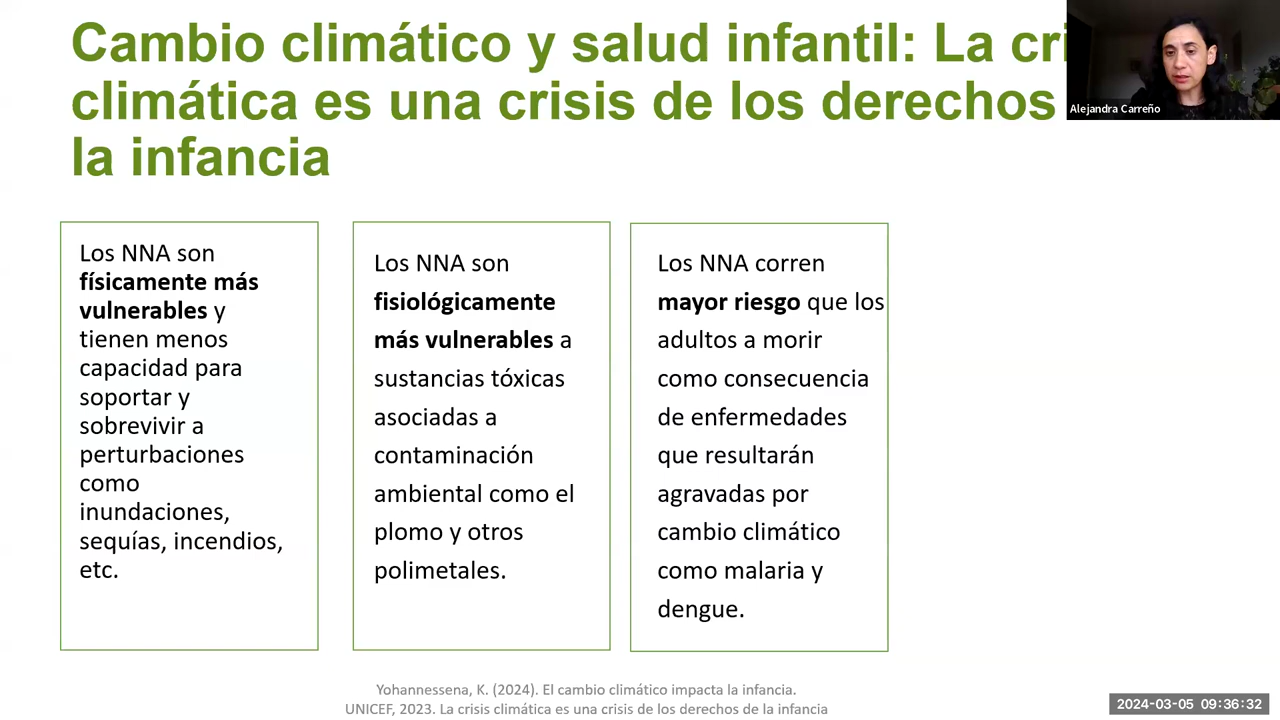 Cambio climático y salud infantil: La cri
climática es una crisis de los derechos
la infancia
Alejandra Carreño
Los NNA son
físicamente más
vulnerables y
tienen menos
capacidad para
soportar y
sobrevivir a
perturbaciones
como
inundaciones,
sequías, incendios,
etc.
Los NNA son
fisiológicamente
más vulnerables a
sustancias tóxicas
asociadas a
contaminación
ambiental como el
plomo y otros
polimetales.
Los NNA corren
mayor riesgo que los
adultos a morir
como consecuencia
de enfermedades
que resultarán
agravadas por
cambio climático
como malaria y
dengue.
Yohannessena, K. (2024). El cambio climático impacta la infancia.
UNICEF, 2023. La crisis climática es una crisis de los derechos de la infancia
2024-03-05 09:36:32